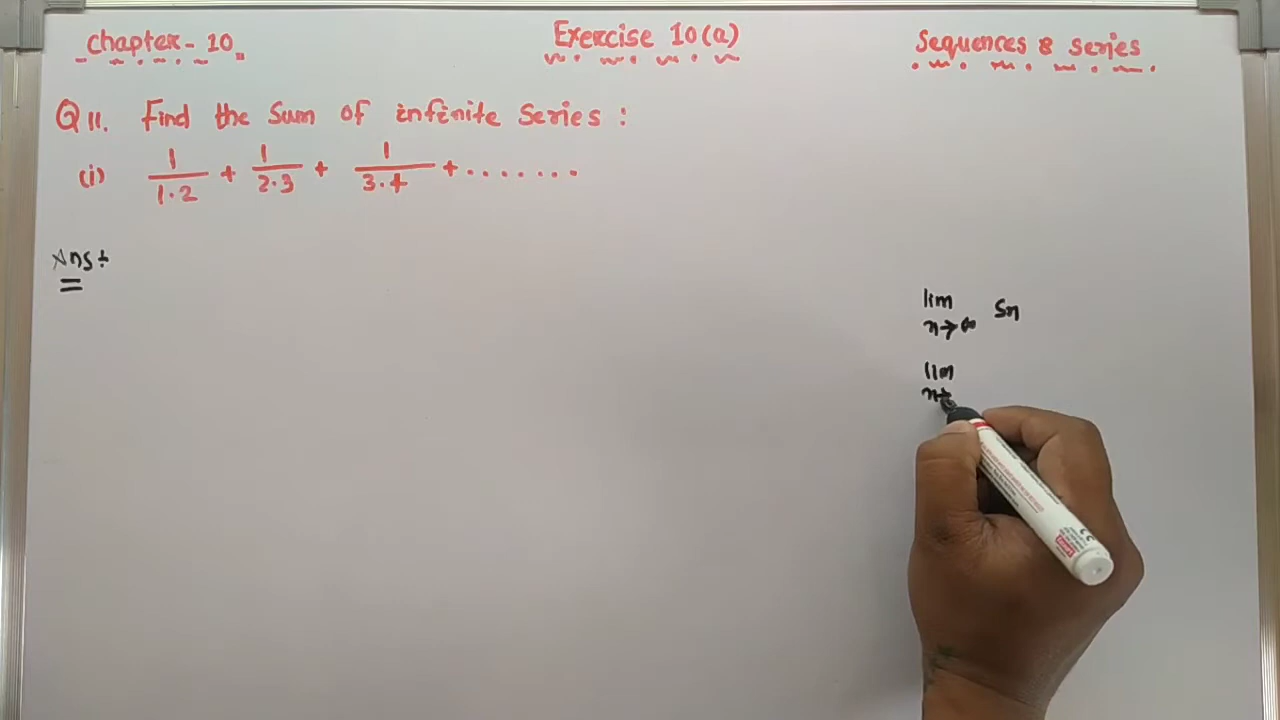 Chapter - 10 Exercise 10(a) Sequences & Series
Q 11. Find the Sum of infinite Series :
(i) 1/1·2 + 1/2·3 + 1/3·4 + .......
Ans÷
lim n→∞ Sn
lim
n→